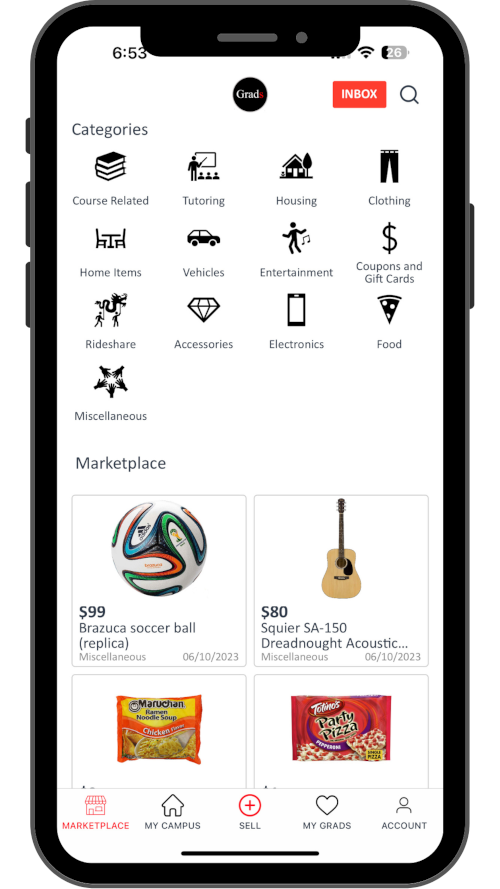 6:53
26
Grads
INBOX
Categories
Course Related
Tutoring
Housing
Clothing
Home Items
Vehicles
Entertainment
Coupons and
Gift Cards
Rideshare
Accessories
Electronics
Food
Miscellaneous
Marketplace
$99
Brazuca soccer ball
(replica)
Miscellaneous
06/10/2023
$80
Squier SA-150
Dreadnought Acoustic...
Miscellaneous
06/10/2023
Maruchan
Ramen
Noodle Soup
Chicken Flavor
Totino's
Party
Pizza
PEPPERONI
SINGLE
PIZZA
MARKETPLACE
MY CAMPUS
SELL
MY GRADS
ACCOUNT